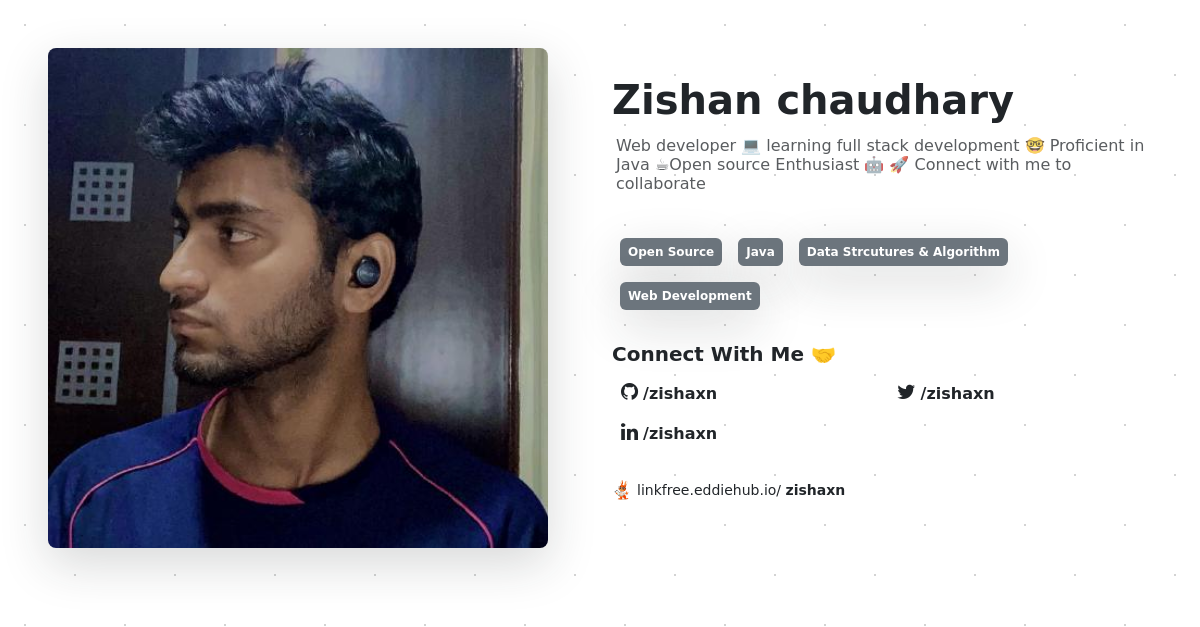 Zishan chaudhary
Web developer 💻 learning full stack development 🤓 Proficient in
Java ☕Open source Enthusiast 🤖 🚀 Connect with me to
collaborate
Open Source Java Data Strcutures & Algorithm
Web Development
Connect With Me 🤝
/zishaxn /zishaxn
/zishaxn
linkfree.eddiehub.io/ zishaxn